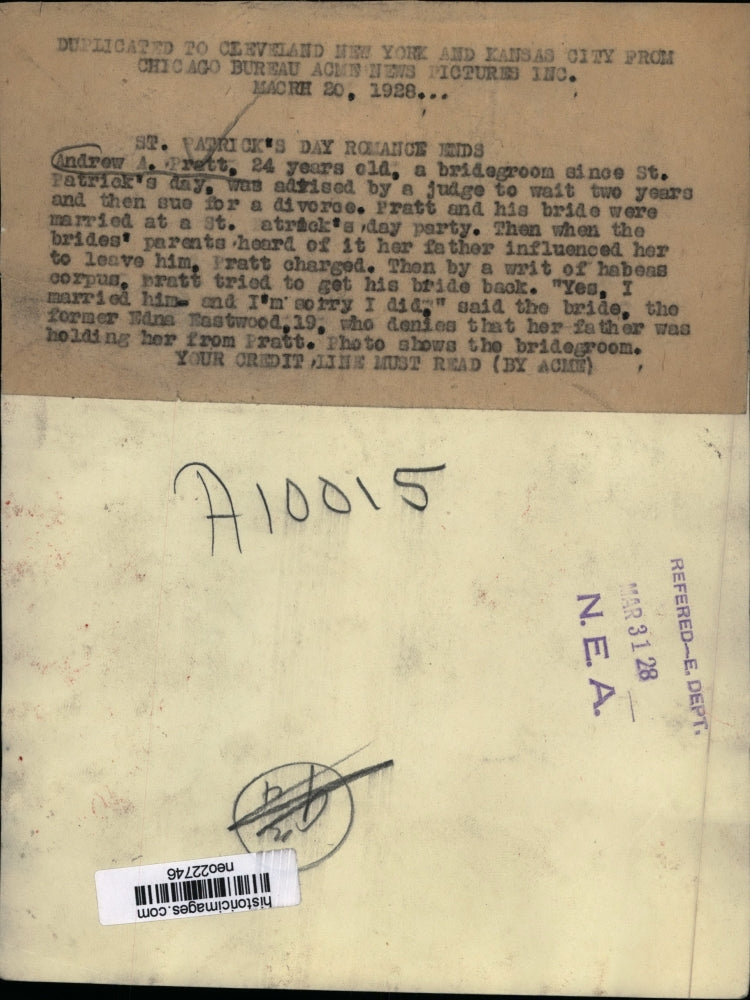 DUPLICATED TO CLEVELAND NEW YORK AND KANSAS CITY FROM
CHICAGO BUREAU ACME NEWS PICTURES INC.
MACRH 20, 1928...
ST. PATRICK'S DAY ROMANCE ENDS
Andrew A. Pratt, 24 years old, a bridegroom since St.
Patrick's day, was advised by a judge to wait two years
and then sue for a divorce. Pratt and his bride were
married at a St. Patrick's day party. Then when the
brides' parents heard of it her father influenced her
to leave him, Pratt charged. Then by a writ of habeas
corpus, Pratt tried to get his bride back. "Yes, I
married him- and I'm sorry I did," said the bride, the
former Edna Eastwood, 19, who denies that her father was
holding her from Pratt. Photo shows the bridegroom.
YOUR CREDIT LINE MUST READ (BY ACME)
A10015
REFERED-E. DEPT.
MAR 31 28
N. E. A.
historicimages.com
neo22746